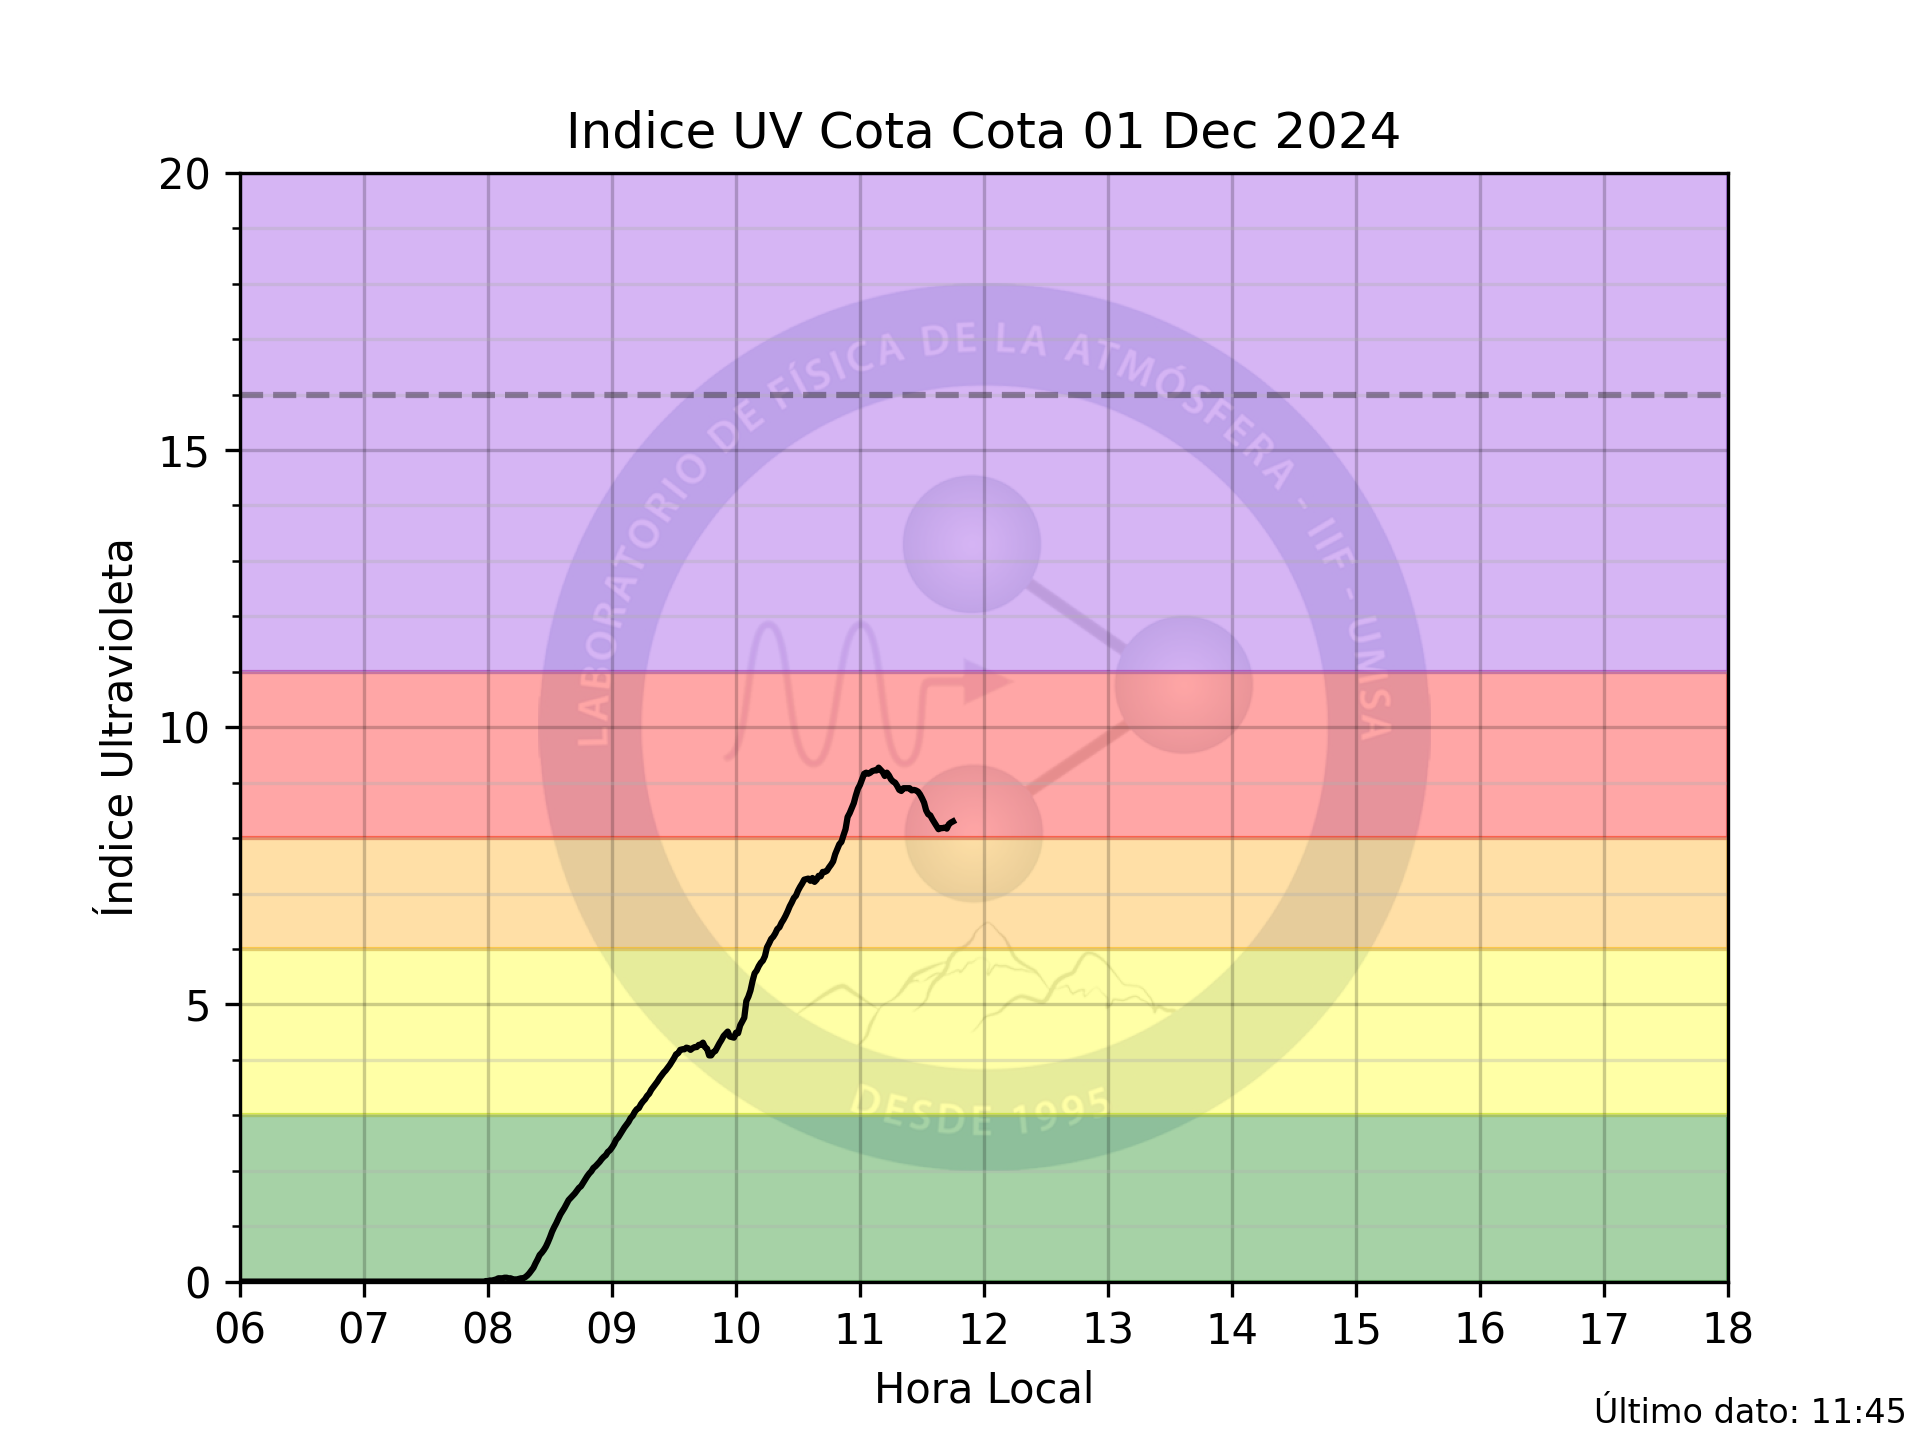 Indice UV Cota Cota 01 Dec 2024
20
15
10
5
0
Índice Ultravioleta
LABORATORIO DE FÍSICA DE LA ATMÓSFERA - IIF - UMSA
DESDE 1995
06 07 08 09 10 11 12 13 14 15 16 17 18
Hora Local
Último dato: 11:45